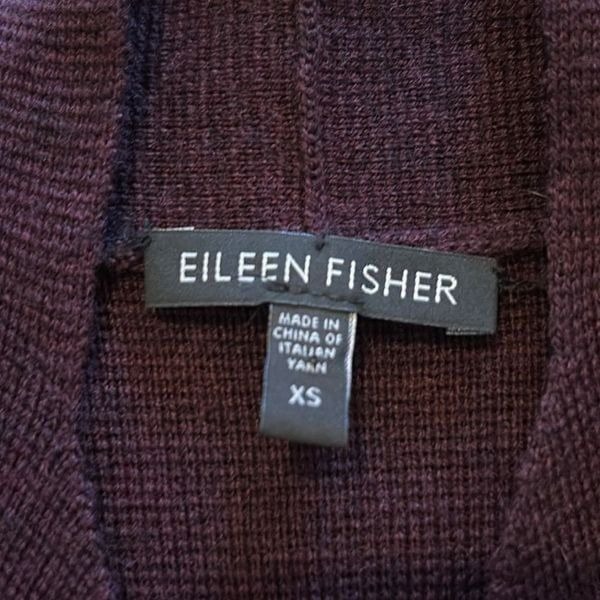 EILEEN FISHER
MADE IN
CHINA OF
ITALIAN
YARN
XS